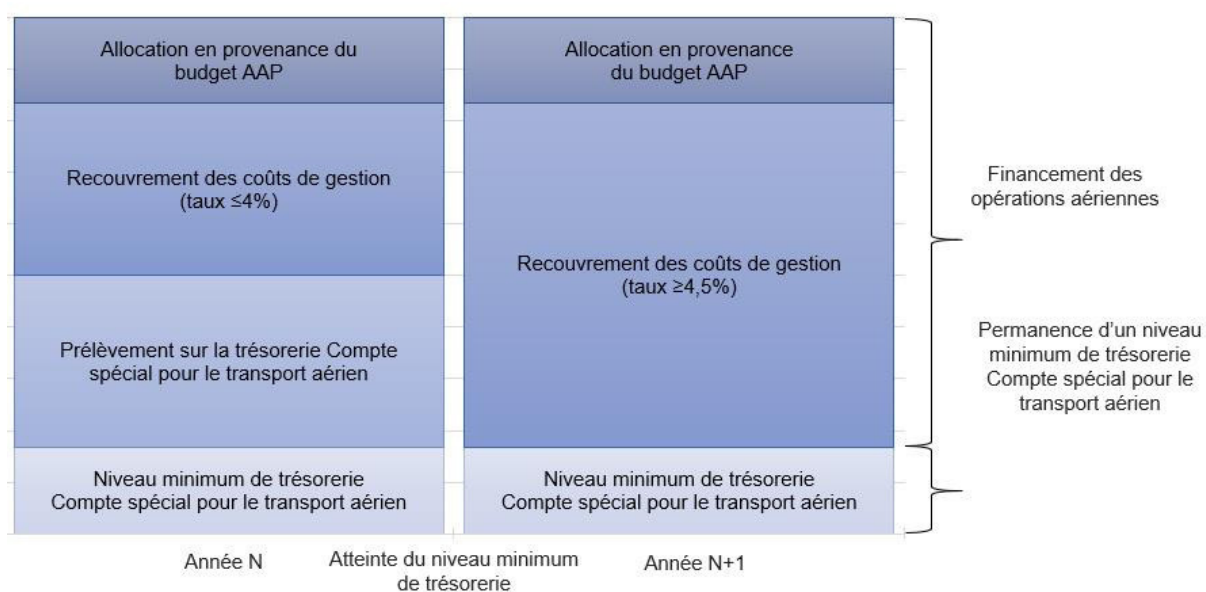 Allocation en provenance du
budget AAP
Allocation en provenance
du budget AAP
Recouvrement des coûts de gestion
(taux ≤4%)
Prélèvement sur la trésorerie Compte
spécial pour le transport aérien
Recouvrement des coûts de gestion
(taux ≥4,5%)
Niveau minimum de trésorerie
Compte spécial pour le transport aérien
Niveau minimum de trésorerie
Compte spécial pour le transport aérien
Financement des
opérations aériennes
Permanence d’un niveau
minimum de trésorerie
Compte spécial pour le
transport aérien
Année N
Atteinte du niveau minimum
de trésorerie
Année N+1